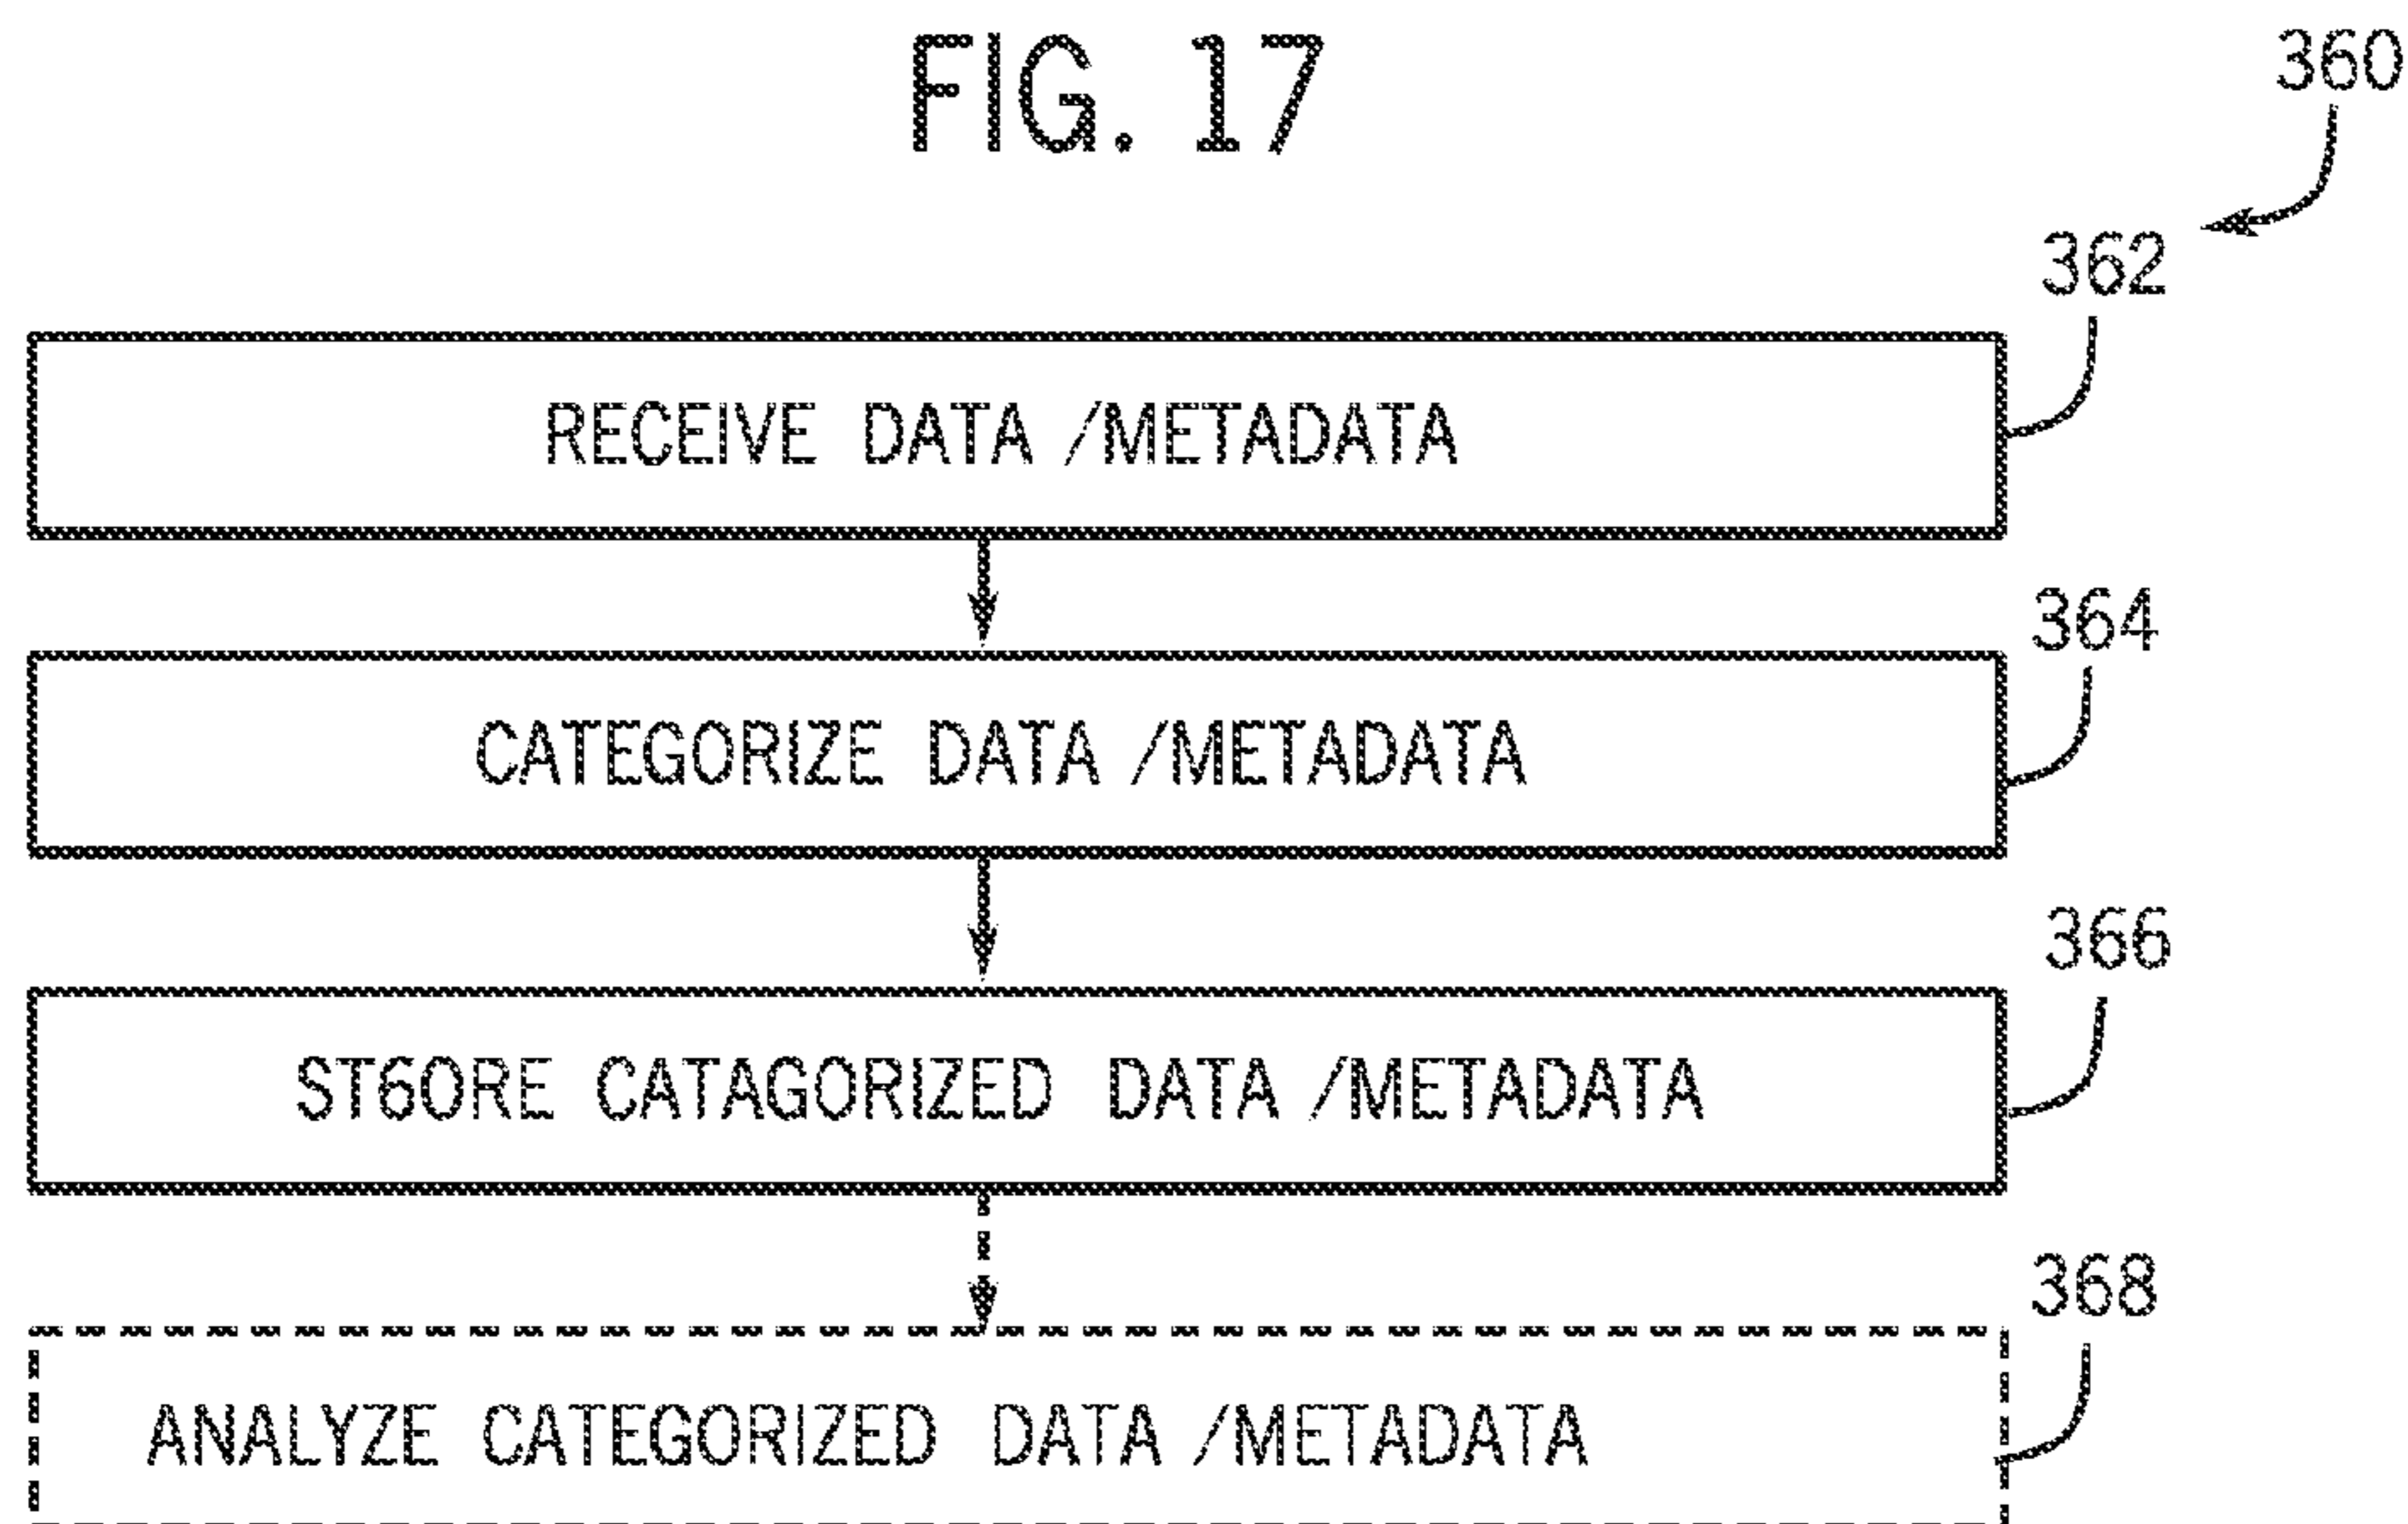 FIG. 17
360
362
RECEIVE DATA /METADATA
364
CATEGORIZE DATA /METADATA
366
ST6ORE CATAGORIZED DATA /METADATA
368
ANALYZE CATEGORIZED DATA /METADATA